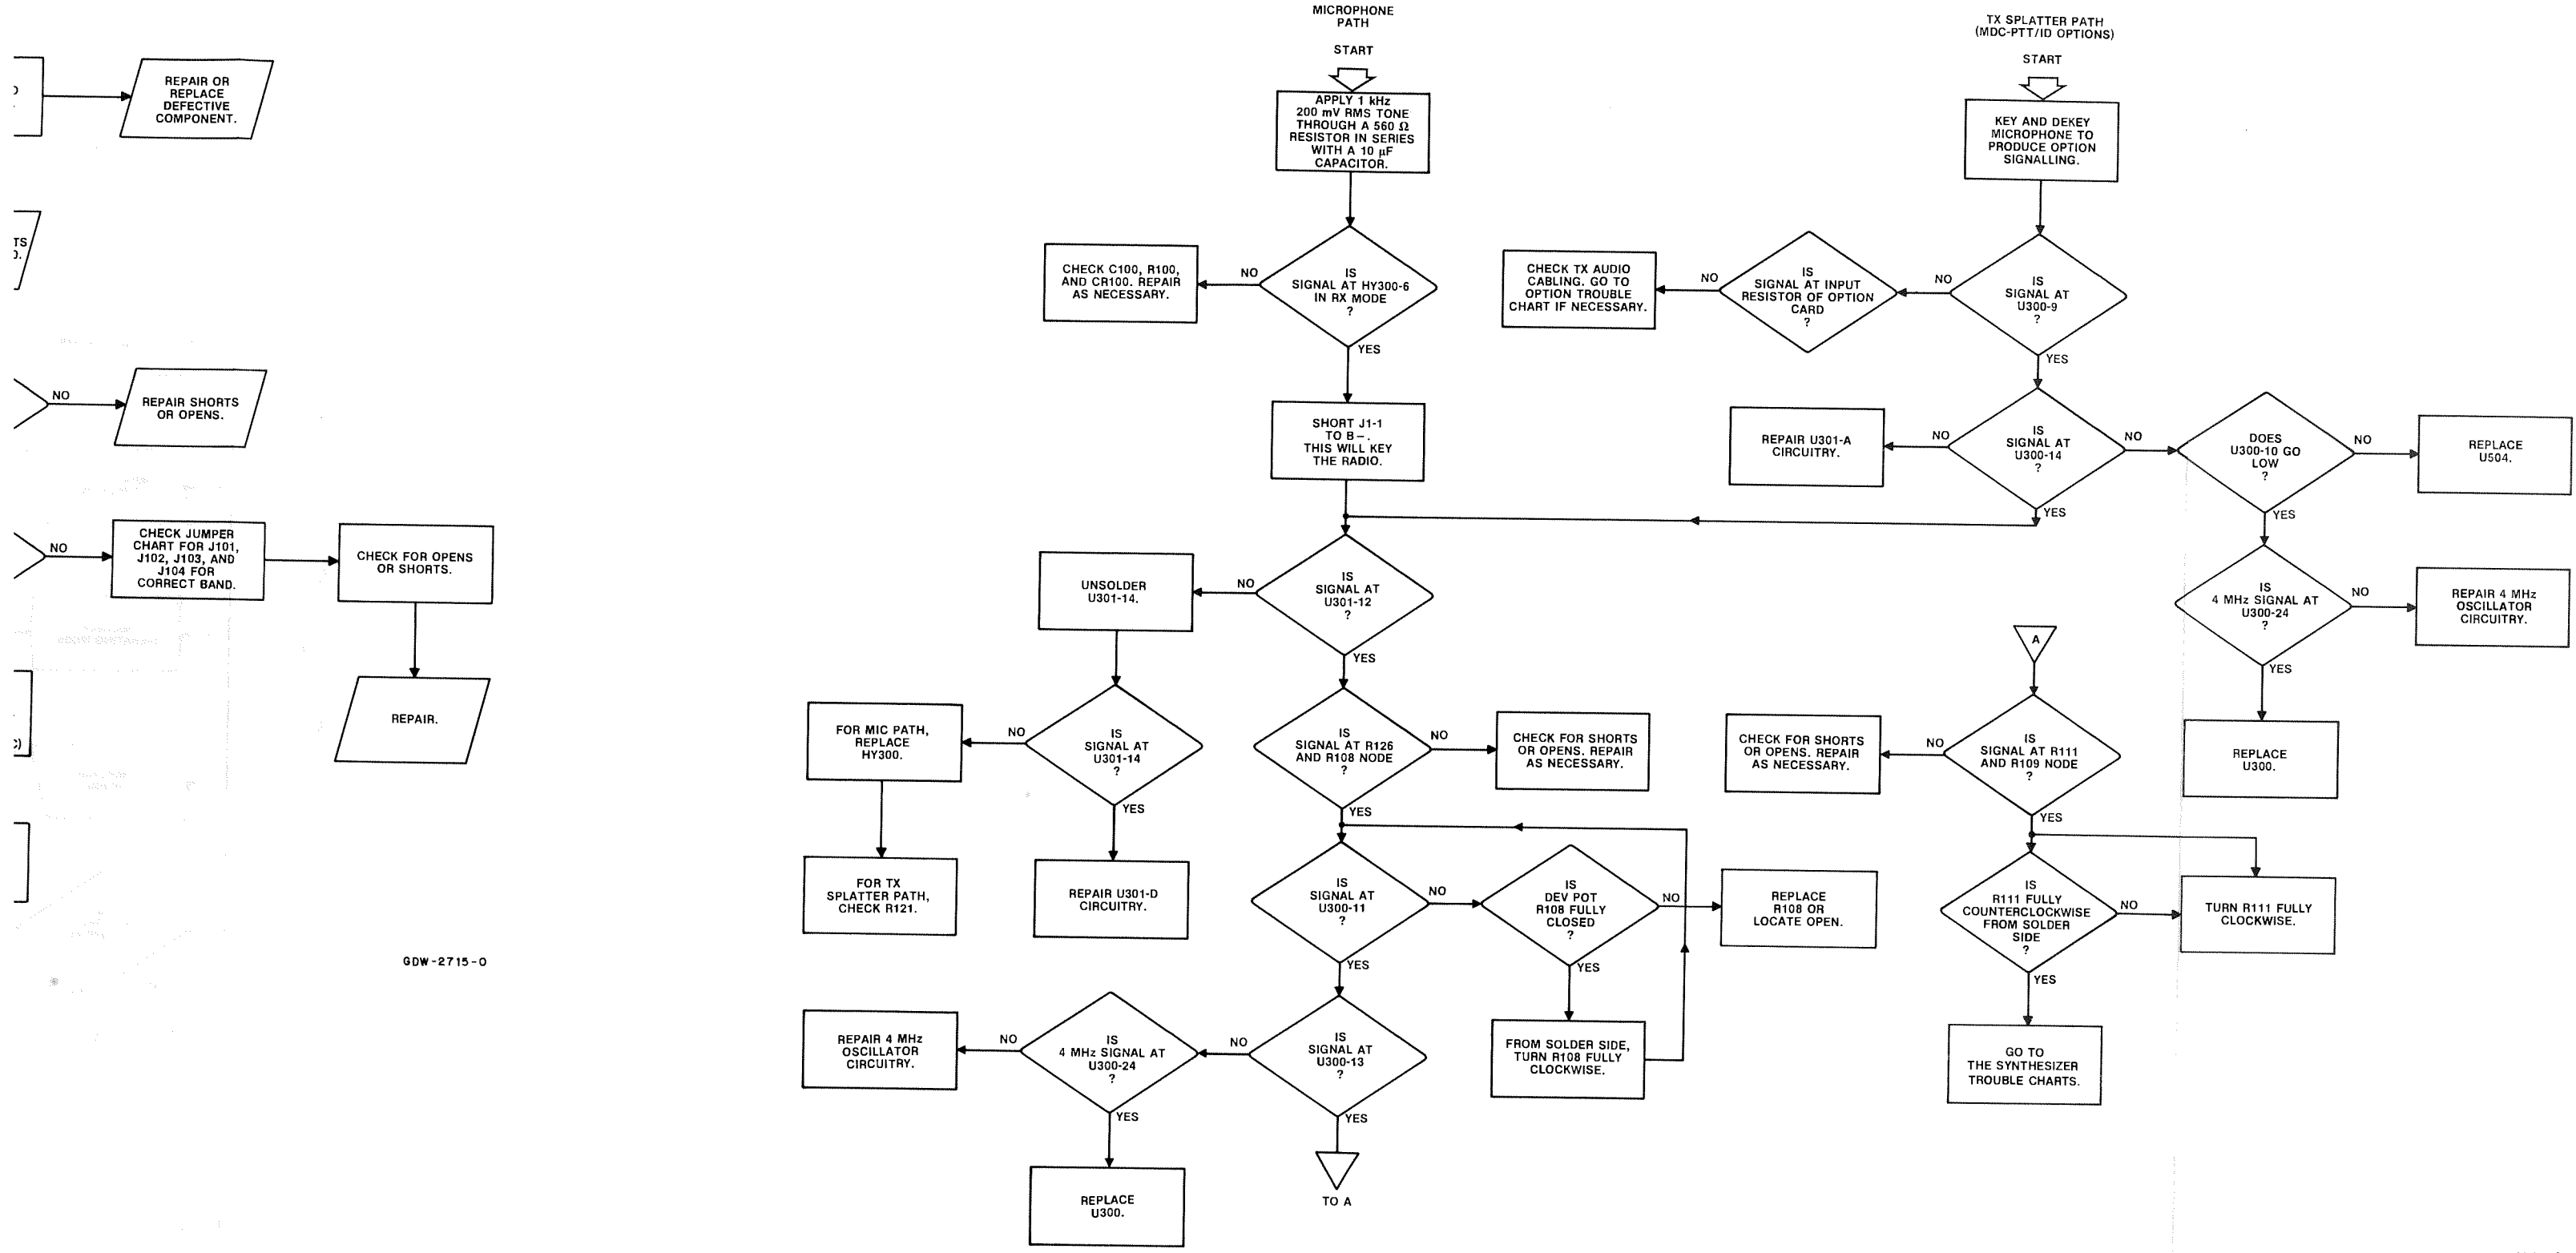 REPAIR OR
REPLACE
DEFECTIVE
COMPONENT.
TS
NO
REPAIR SHORTS
OR OPENS.
NO
CHECK JUMPER
CHART FOR J101,
J102, J103, AND
J104 FOR
CORRECT BAND.
CHECK FOR OPENS
OR SHORTS.
REPAIR.
GDW-2715-O
MICROPHONE
PATH
START
APPLY 1 kHz
200 mV RMS TONE
THROUGH A 560 Ω
RESISTOR IN SERIES
WITH A 10 µF
CAPACITOR.
IS
SIGNAL AT HY300-6
IN RX MODE
?
NO
CHECK C100, R100,
AND CR100. REPAIR
AS NECESSARY.
YES
SHORT J1-1
TO B–.
THIS WILL KEY
THE RADIO.
IS
SIGNAL AT
U301-12
?
NO
UNSOLDER
U301-14.
IS
SIGNAL AT
U301-14
?
NO
FOR MIC PATH,
REPLACE
HY300.
FOR TX
SPLATTER PATH,
CHECK R121.
YES
REPAIR U301-D
CIRCUITRY.
YES
IS
SIGNAL AT R126
AND R108 NODE
?
NO
CHECK FOR SHORTS
OR OPENS. REPAIR
AS NECESSARY.
YES
IS
SIGNAL AT
U300-11
?
NO
IS
DEV POT
R108 FULLY
CLOSED
?
NO
REPLACE
R108 OR
LOCATE OPEN.
YES
FROM SOLDER SIDE,
TURN R108 FULLY
CLOCKWISE.
YES
IS
SIGNAL AT
U300-13
?
NO
IS
4 MHz SIGNAL AT
U300-24
?
NO
REPAIR 4 MHz
OSCILLATOR
CIRCUITRY.
YES
REPLACE
U300.
YES
TO A
TX SPLATTER PATH
(MDC-PTT/ID OPTIONS)
START
KEY AND DEKEY
MICROPHONE TO
PRODUCE OPTION
SIGNALLING.
IS
SIGNAL AT
U300-9
?
NO
IS
SIGNAL AT INPUT
RESISTOR OF OPTION
CARD
?
NO
CHECK TX AUDIO
CABLING. GO TO
OPTION TROUBLE
CHART IF NECESSARY.
YES
IS
SIGNAL AT
U300-14
?
NO
REPAIR U301-A
CIRCUITRY.
NO
DOES
U300-10 GO
LOW
?
NO
REPLACE
U504.
YES
YES
IS
4 MHz SIGNAL AT
U300-24
?
NO
REPAIR 4 MHz
OSCILLATOR
CIRCUITRY.
YES
REPLACE
U300.
A
IS
SIGNAL AT R111
AND R109 NODE
?
NO
CHECK FOR SHORTS
OR OPENS. REPAIR
AS NECESSARY.
YES
IS
R111 FULLY
COUNTERCLOCKWISE
FROM SOLDER
SIDE
?
NO
TURN R111 FULLY
CLOCKWISE.
YES
GO TO
THE SYNTHESIZER
TROUBLE CHARTS.